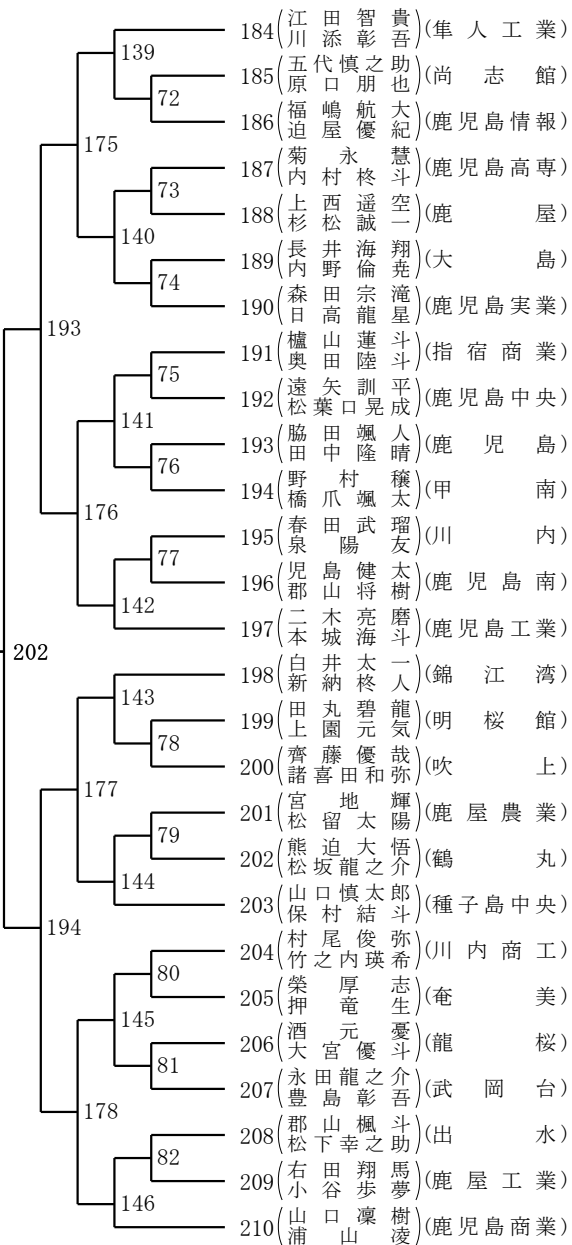 184(江田智貴 川添彰吾)(隼人工業)
185(五代慎之助 原口朋也)(尚志館)
186(福嶋航大 迫屋優紀)(鹿児島情報)
187(菊永慧 内村柊斗)(鹿児島高専)
188(上西遥空 杉松誠一)(鹿屋)
189(長井海翔 内野倫尭)(大島)
190(森田宗滝 日高龍星)(鹿児島実業)
191(櫨山蓮斗 奥田陸斗)(指宿商業)
192(遠矢訓平 松葉口晃成)(鹿児島中央)
193(脇田颯人 田中隆晴)(鹿児島)
194(野村穣 橋爪颯太)(甲南)
195(春田武瑠 泉陽友)(川内)
196(児島健太 郡山将樹)(鹿児島南)
197(二木亮磨 本城海斗)(鹿児島工業)
198(白井太一 新納柊人)(錦江湾)
199(田丸碧龍 上園元気)(明桜館)
200(齊藤優哉 諸喜田和弥)(吹上)
201(宮地輝 松留太陽)(鹿屋農業)
202(熊迫大悟 松坂龍之介)(鶴丸)
203(山口慎太郎 保村結斗)(種子島中央)
204(村尾俊弥 竹之内瑛希)(川内商工)
205(榮厚志 押竜生)(奄美)
206(酒元憂 大宮優斗)(龍桜)
207(永田龍之介 豊島彰吾)(武岡台)
208(郡山楓斗 松下幸之助)(出水)
209(右田翔馬 小谷歩夢)(鹿屋工業)
210(山口凜樹 浦山凌)(鹿児島商業)
139
72
175
73
140
74
193
75
141
76
176
77
142
202
143
78
177
79
144
194
80
145
81
178
82
146